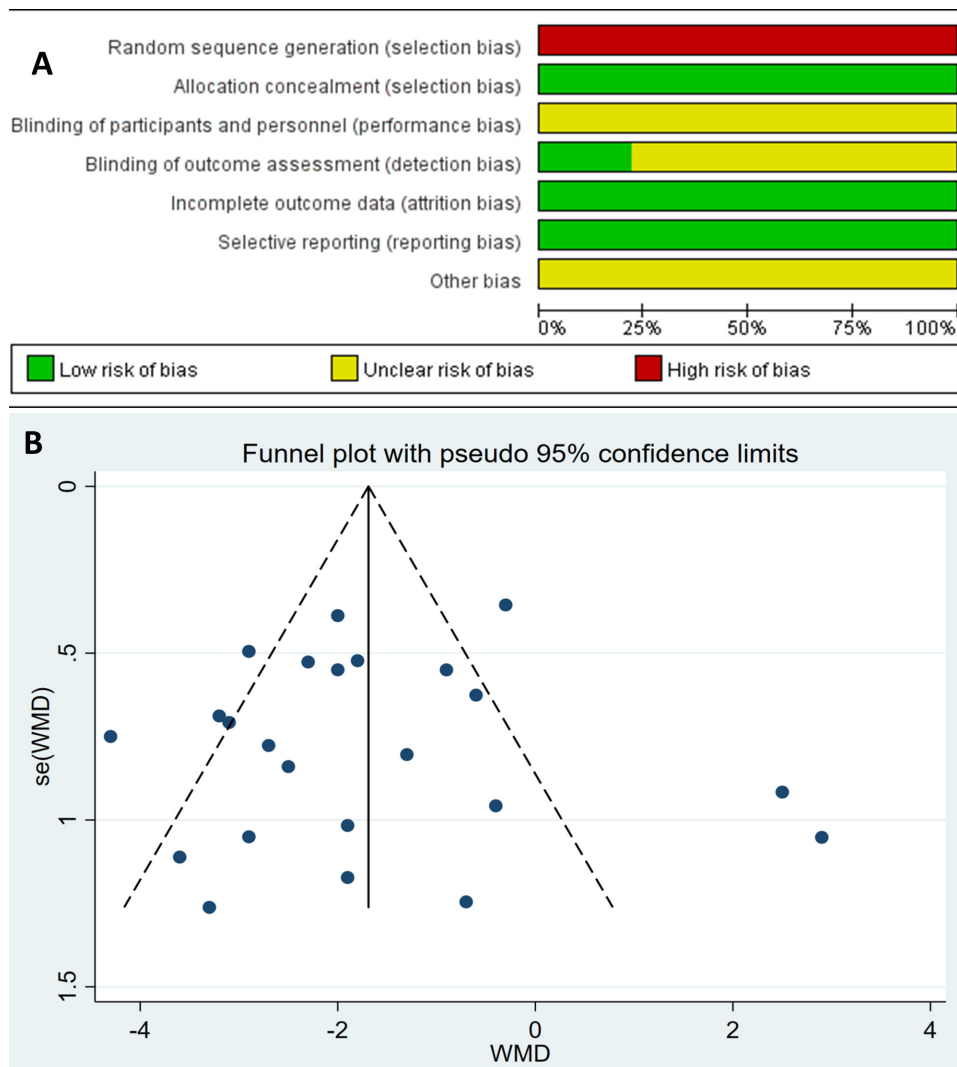 A
Random sequence generation (selection bias)
Allocation concealment (selection bias)
Blinding of participants and personnel (performance bias)
Blinding of outcome assessment (detection bias)
Incomplete outcome data (attrition bias)
Selective reporting (reporting bias)
Other bias
0% 25% 50% 75% 100%
Low risk of bias Unclear risk of bias High risk of bias
B
Funnel plot with pseudo 95% confidence limits
0
.5
1
1.5
se(WMD)
-4 -2 0 2 4
WMD